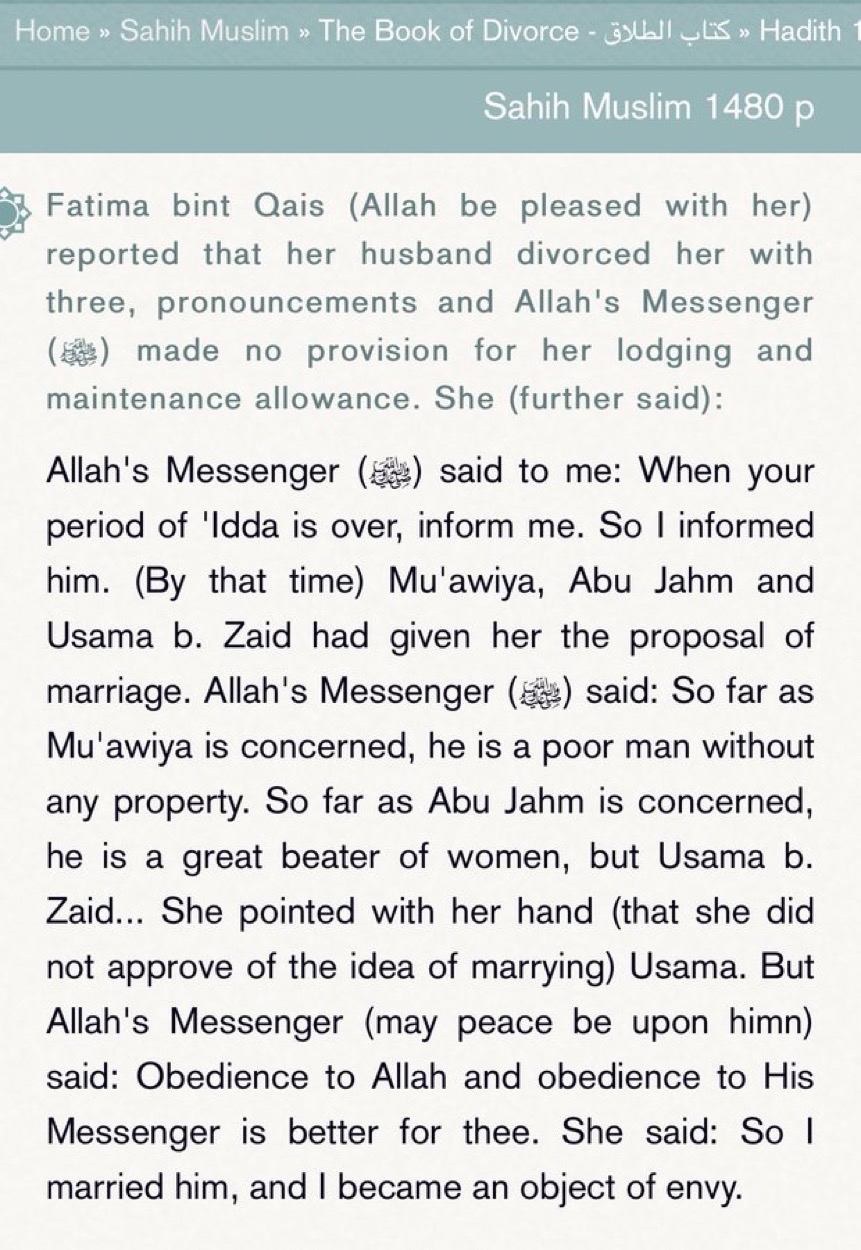 Home » Sahih Muslim » The Book of Divorce - كتاب الطلاق » Hadith 1
Sahih Muslim 1480 p
Fatima bint Qais (Allah be pleased with her)
reported that her husband divorced her with
three, pronouncements and Allah's Messenger
(ﷺ) made no provision for her lodging and
maintenance allowance. She (further said):
Allah's Messenger (ﷺ) said to me: When your
period of 'Idda is over, inform me. So I informed
him. (By that time) Mu'awiya, Abu Jahm and
Usama b. Zaid had given her the proposal of
marriage. Allah's Messenger (ﷺ) said: So far as
Mu'awiya is concerned, he is a poor man without
any property. So far as Abu Jahm is concerned,
he is a great beater of women, but Usama b.
Zaid... She pointed with her hand (that she did
not approve of the idea of marrying) Usama. But
Allah's Messenger (may peace be upon himn)
said: Obedience to Allah and obedience to His
Messenger is better for thee. She said: So I
married him, and I became an object of envy.